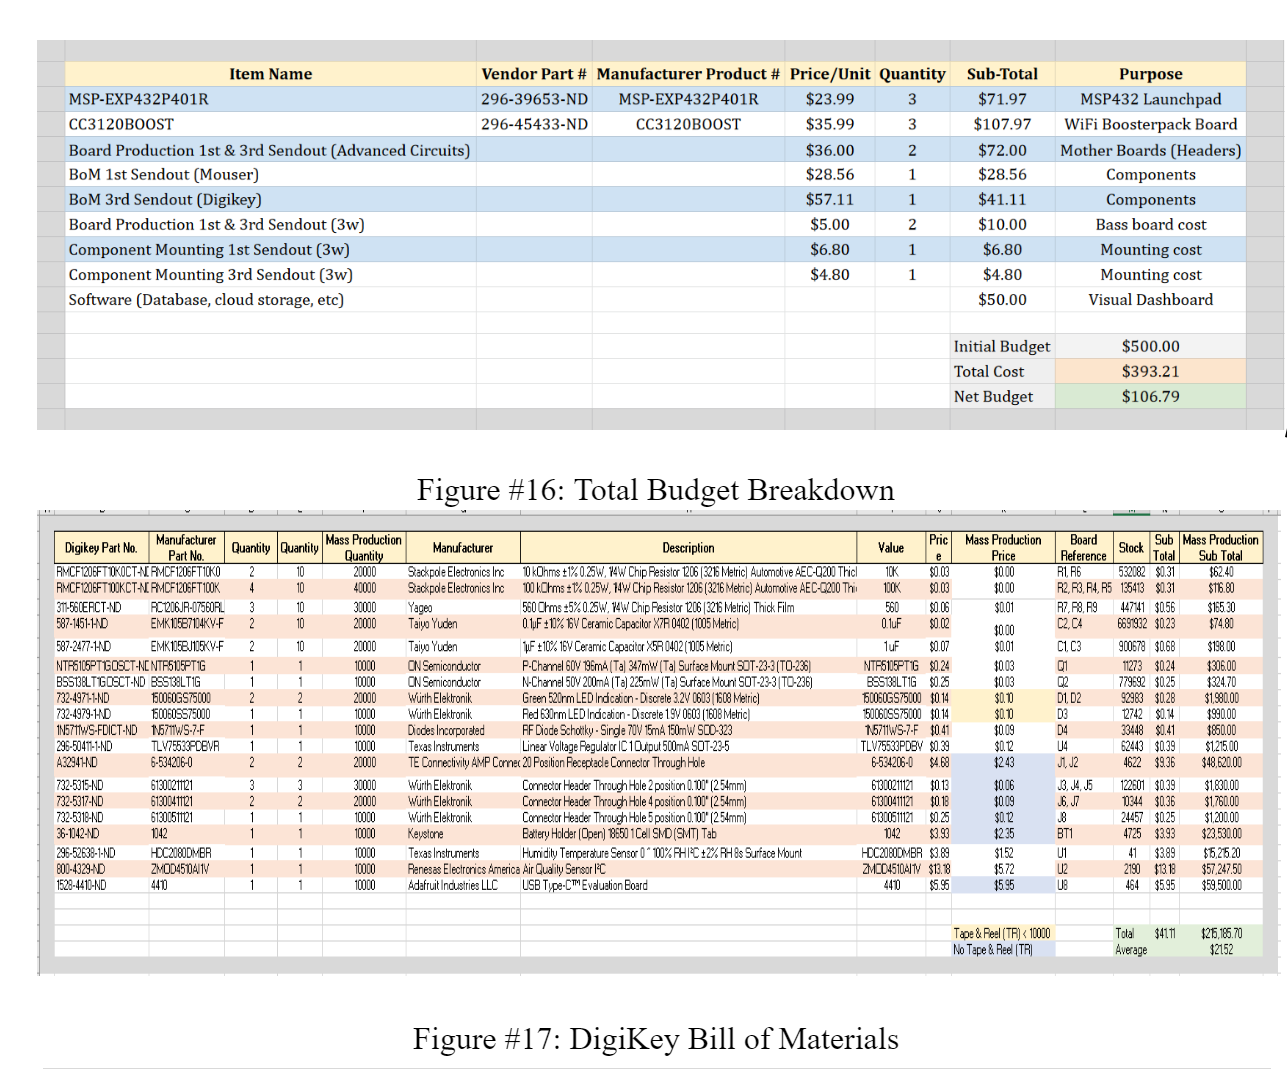 Item Name Vendor Part # Manufacturer Product # Price/Unit Quantity Sub-Total Purpose
MSP-EXP432P401R 296-39653-ND MSP-EXP432P401R $23.99 3 $71.97 MSP432 Launchpad
CC3120BOOST 296-45433-ND CC3120BOOST $35.99 3 $107.97 WiFi Boosterpack Board
Board Production 1st & 3rd Sendout (Advanced Circuits) $36.00 2 $72.00 Mother Boards (Headers)
BoM 1st Sendout (Mouser) $28.56 1 $28.56 Components
BoM 3rd Sendout (Digikey) $57.11 1 $41.11 Components
Board Production 1st & 3rd Sendout (3w) $5.00 2 $10.00 Bass board cost
Component Mounting 1st Sendout (3w) $6.80 1 $6.80 Mounting cost
Component Mounting 3rd Sendout (3w) $4.80 1 $4.80 Mounting cost
Software (Database, cloud storage, etc) $50.00 Visual Dashboard
Initial Budget $500.00
Total Cost $393.21
Net Budget $106.79
Figure #16: Total Budget Breakdown
Digikey Part No. Manufacturer Part No. Quantity Quantity Mass Production Quantity Manufacturer Description Value Price Mass Production Price Board Reference Stock Sub Total Mass Production Sub Total
RMCF1206FT10K0CT-ND RMCF1206FT10K0 2 10 20000 Stackpole Electronics Inc 10 kOhms ±1% 0.25W, 1/4W Chip Resistor 1206 (3216 Metric) Automotive AEC-Q200 Thic 10K $0.03 $0.00 R1, R6 532082 $0.31 $62.40
RMCF1206FT100KCT-ND RMCF1206FT100K 4 10 40000 Stackpole Electronics Inc 100 kOhms ±1% 0.25W, 1/4W Chip Resistor 1206 (3216 Metric) Automotive AEC-Q200 Thi 100K $0.03 $0.00 R2, R3, R4, R5 135413 $0.31 $116.80
311-560ERCT-ND RC1206JR-07560RL 3 10 30000 Yageo 560 Ohms ±5% 0.25W, 1/4W Chip Resistor 1206 (3216 Metric) Thick Film 560 $0.06 $0.01 R7, R8, R9 447141 $0.56 $165.30
587-1451-1-ND EMK105B7104KV-F 2 10 20000 Taiyo Yuden 0.1µF ±10% 16V Ceramic Capacitor X7R 0402 (1005 Metric) 0.1uF $0.02 $0.00 C2, C4 6691932 $0.23 $74.80
587-2477-1-ND EMK105BJ105KV-F 2 10 20000 Taiyo Yuden 1µF ±10% 16V Ceramic Capacitor X5R 0402 (1005 Metric) 1uF $0.07 $0.01 C1, C3 900678 $0.68 $198.00
NTR5105PT1GOSCT-ND NTR5105PT1G 1 1 10000 ON Semiconductor P-Channel 60V 196mA (Ta) 347mW (Ta) Surface Mount SOT-23-3 (TO-236) NTR5105PT1G $0.24 $0.03 Q1 11273 $0.24 $306.00
BSS138LT1GOSCT-ND BSS138LT1G 1 1 10000 ON Semiconductor N-Channel 50V 200mA (Ta) 225mW (Ta) Surface Mount SOT-23-3 (TO-236) BSS138LT1G $0.25 $0.03 Q2 779692 $0.25 $324.70
732-4971-1-ND 150060GS75000 2 2 20000 Würth Elektronik Green 520nm LED Indication - Discrete 3.2V 0603 (1608 Metric) 150060GS75000 $0.14 $0.10 D1, D2 92983 $0.28 $1,980.00
732-4979-1-ND 150060SS75000 1 1 10000 Würth Elektronik Red 630nm LED Indication - Discrete 1.9V 0603 (1608 Metric) 150060SS75000 $0.14 $0.10 D3 12742 $0.14 $990.00
1N5711WS-FDICT-ND 1N5711WS-7-F 1 1 10000 Diodes Incorporated RF Diode Schottky - Single 70V 15mA 150mW SOD-323 1N5711WS-7-F $0.41 $0.09 D4 33448 $0.41 $850.00
296-50411-1-ND TLV75533PDBVR 1 1 10000 Texas Instruments Linear Voltage Regulator IC 1 Output 500mA SOT-23-5 TLV75533PDBV $0.39 $0.12 U4 62443 $0.39 $1,215.00
A32941-ND 6-534206-0 2 2 20000 TE Connectivity AMP Connec 20 Position Receptacle Connector Through Hole 6-534206-0 $4.68 $2.43 J1, J2 4622 $9.36 $48,620.00
732-5315-ND 61300211121 3 3 30000 Würth Elektronik Connector Header Through Hole 2 position 0.100" (2.54mm) 61300211121 $0.13 $0.06 J3, J4, J5 122601 $0.39 $1,830.00
732-5317-ND 61300411121 2 2 20000 Würth Elektronik Connector Header Through Hole 4 position 0.100" (2.54mm) 61300411121 $0.18 $0.09 J6, J7 10344 $0.36 $1,760.00
732-5318-ND 61300511121 1 1 10000 Würth Elektronik Connector Header Through Hole 5 position 0.100" (2.54mm) 61300511121 $0.25 $0.12 J8 24457 $0.25 $1,200.00
36-1042-ND 1042 1 1 10000 Keystone Battery Holder (Open) 18650 1 Cell SMD (SMT) Tab 1042 $3.93 $2.35 BT1 4725 $3.93 $23,530.00
296-52638-1-ND HDC2080DMBR 1 1 10000 Texas Instruments Humidity Temperature Sensor 0 ~ 100% RH I²C ±2% RH 8s Surface Mount HDC2080DMBR $3.89 $1.52 U1 41 $3.89 $15,215.20
800-4329-ND ZMOD4510AI1V 1 1 10000 Renesas Electronics America Air Quality Sensor I²C ZMOD4510AI1V $13.18 $5.72 U2 2190 $13.18 $57,247.50
1528-4410-ND 4410 1 1 10000 Adafruit Industries LLC USB Type-C™ Evaluation Board 4410 $5.95 $5.95 U8 464 $5.95 $59,500.00
Tape & Reel (TR) < 10000 Total $41.11 $215,185.70
No Tape & Reel (TR) Average $21.52
Figure #17: DigiKey Bill of Materials